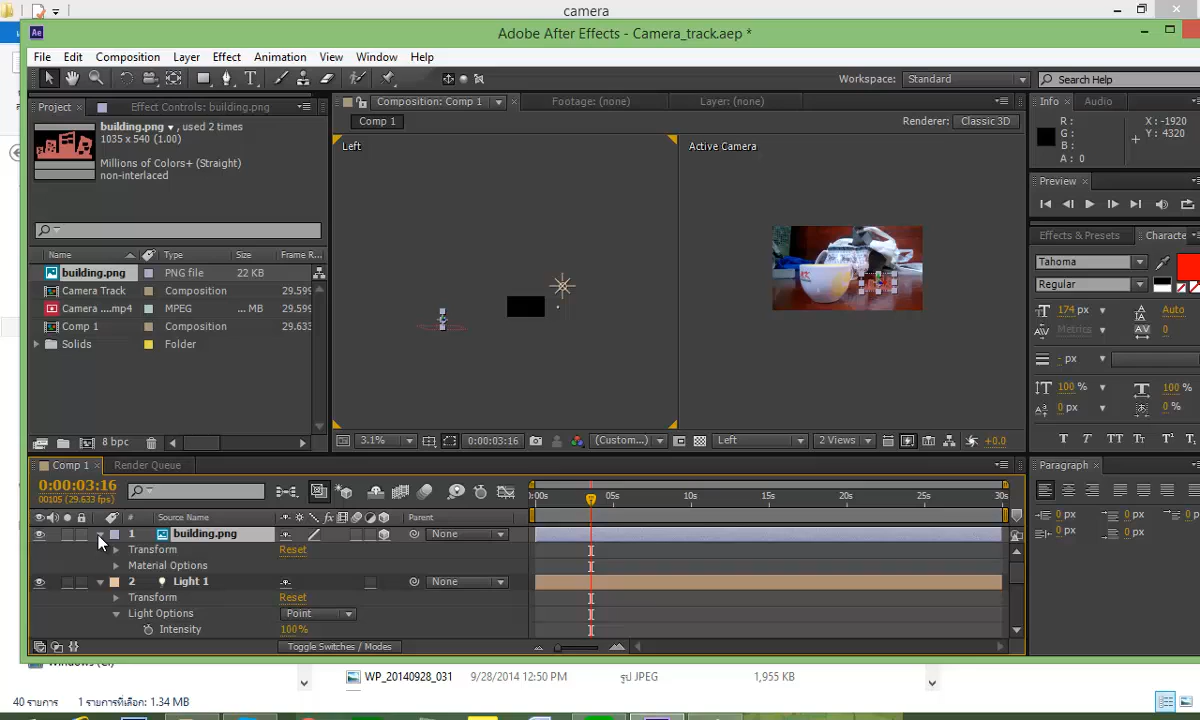 camera
Ae
Adobe After Effects - Camera_track.aep *
File Edit Composition Layer Effect Animation View Window Help
Workspace: Standard Search Help
Project × Effect Controls: building.png
Composition: Comp 1 × Footage: (none) Layer: (none)
Info × Audio
building.png , used 2 times
1035 x 540 (1.00)
Millions of Colors+ (Straight)
non-interlaced
Comp 1 Renderer: Classic 3D
Left Active Camera
R :
G :
B :
A : 0
X : -1920
Y : 4320
Preview ×
Effects & Presets Characte
Name Type Size Frame R...
building.png PNG file 22 KB
Camera Track Composition 29.599
Camera ....mp4 MPEG ... MB 29.599
Comp 1 Composition 29.633
Solids Folder
Tahoma
Regular
174 px Auto
Metrics 0
- px
100 % 100 %
0 px 0 %
T T TT Tt T¹ T
8 bpc
3.1% 0:00:03:16 (Custom...) Left 2 Views +0.0
Comp 1 × Render Queue
Paragraph ×
0:00:03:16
00105 (29.633 fps)
:00s 05s 10s 15s 20s 25s 30s
# Source Name fx Parent
1 building.png None
Transform Reset
Material Options
2 Light 1 None
Transform Reset
Light Options Point
Intensity 100%
Toggle Switches / Modes
0 px 0 px 0
0 px 0 px
WP_20140928_031 9/28/2014 12:50 PM รูป JPEG 1,955 KB
40 รายการ 1 รายการที่เลือก: 1.34 MB